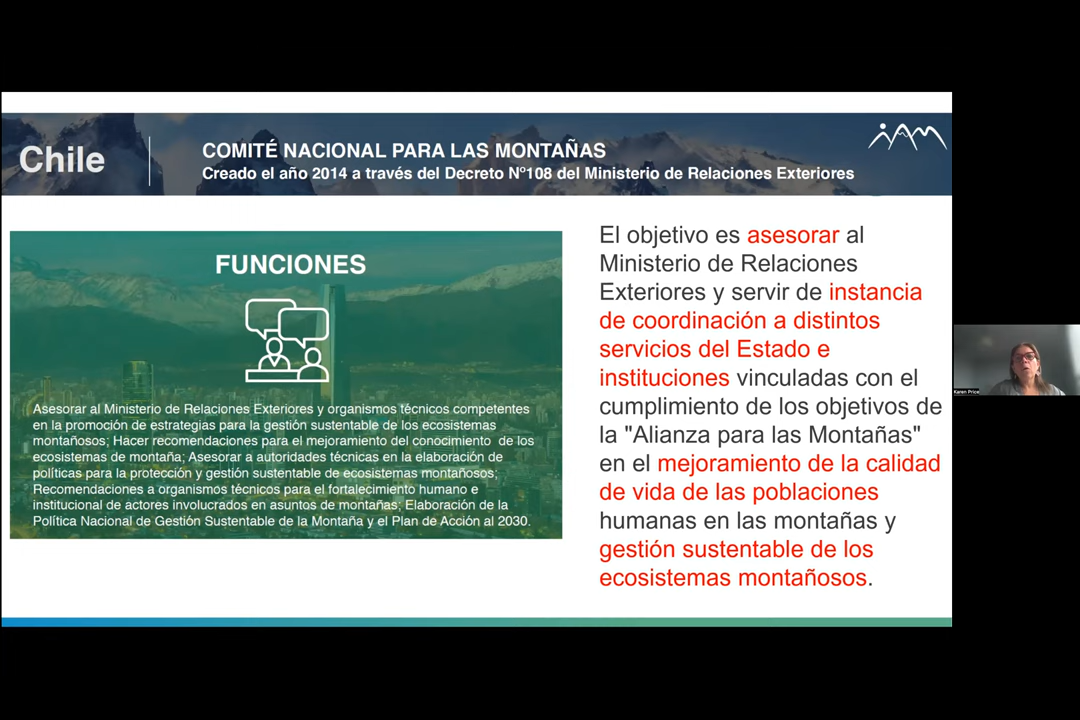 Chile
COMITÉ NACIONAL PARA LAS MONTAÑAS
Creado el año 2014 a través del Decreto Nº108 del Ministerio de Relaciones Exteriores
FUNCIONES
Asesorar al Ministerio de Relaciones Exteriores y organismos técnicos competentes
en la promoción de estrategias para la gestión sustentable de los ecosistemas
montañosos; Hacer recomendaciones para el mejoramiento del conocimiento de los
ecosistemas de montaña; Asesorar a autoridades técnicas en la elaboración de
políticas para la protección y gestión sustentable de ecosistemas montañosos;
Recomendaciones a organismos técnicos para el fortalecimiento humano e
institucional de actores involucrados en asuntos de montañas; Elaboración de la
Política Nacional de Gestión Sustentable de la Montaña y el Plan de Acción al 2030.
El objetivo es asesorar al
Ministerio de Relaciones
Exteriores y servir de instancia
de coordinación a distintos
servicios del Estado e
instituciones vinculadas con el
cumplimiento de los objetivos de
la "Alianza para las Montañas"
en el mejoramiento de la calidad
de vida de las poblaciones
humanas en las montañas y
gestión sustentable de los
ecosistemas montañosos.
Karen Price